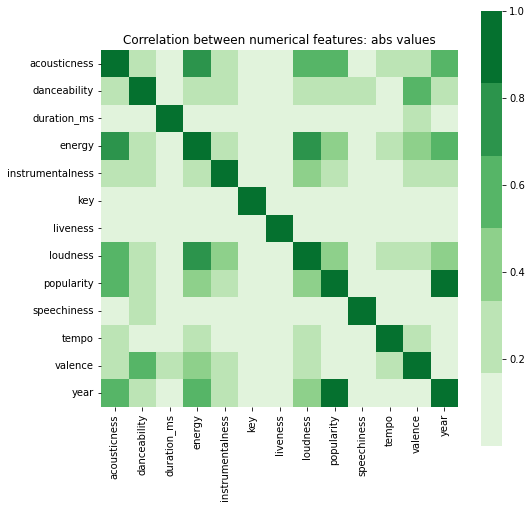 Correlation between numerical features: abs values
acousticness
danceability
duration_ms
energy
instrumentalness
key
liveness
loudness
popularity
speechiness
tempo
valence
year
acousticness
danceability
duration_ms
energy
instrumentalness
key
liveness
loudness
popularity
speechiness
tempo
valence
year
1.0
0.8
0.6
0.4
0.2